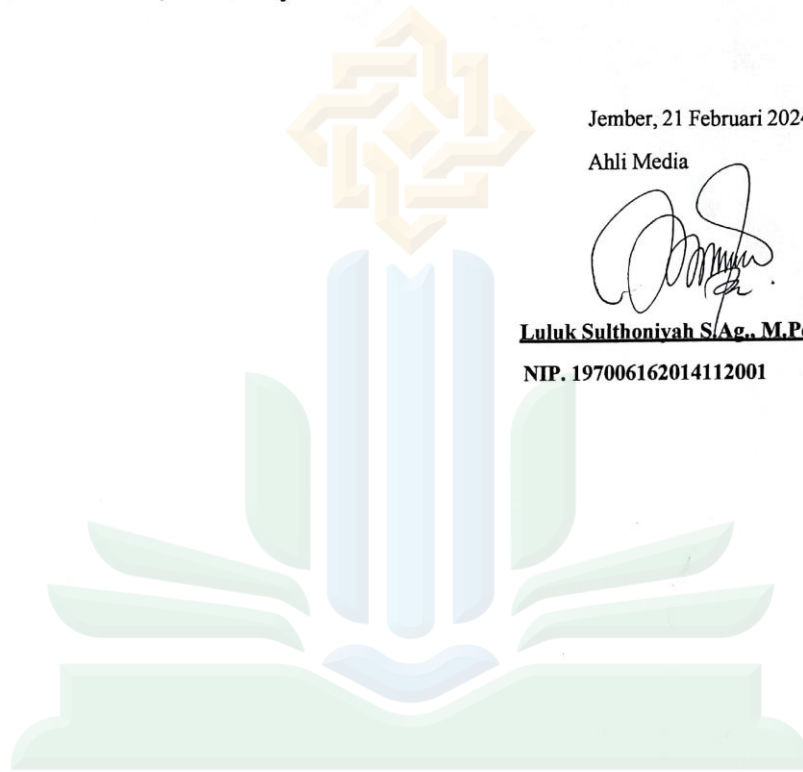 Jember, 21 Februari 2024
Ahli Media
Luluk Sulthoniyah S.Ag., M.Pd
NIP. 197006162014112001